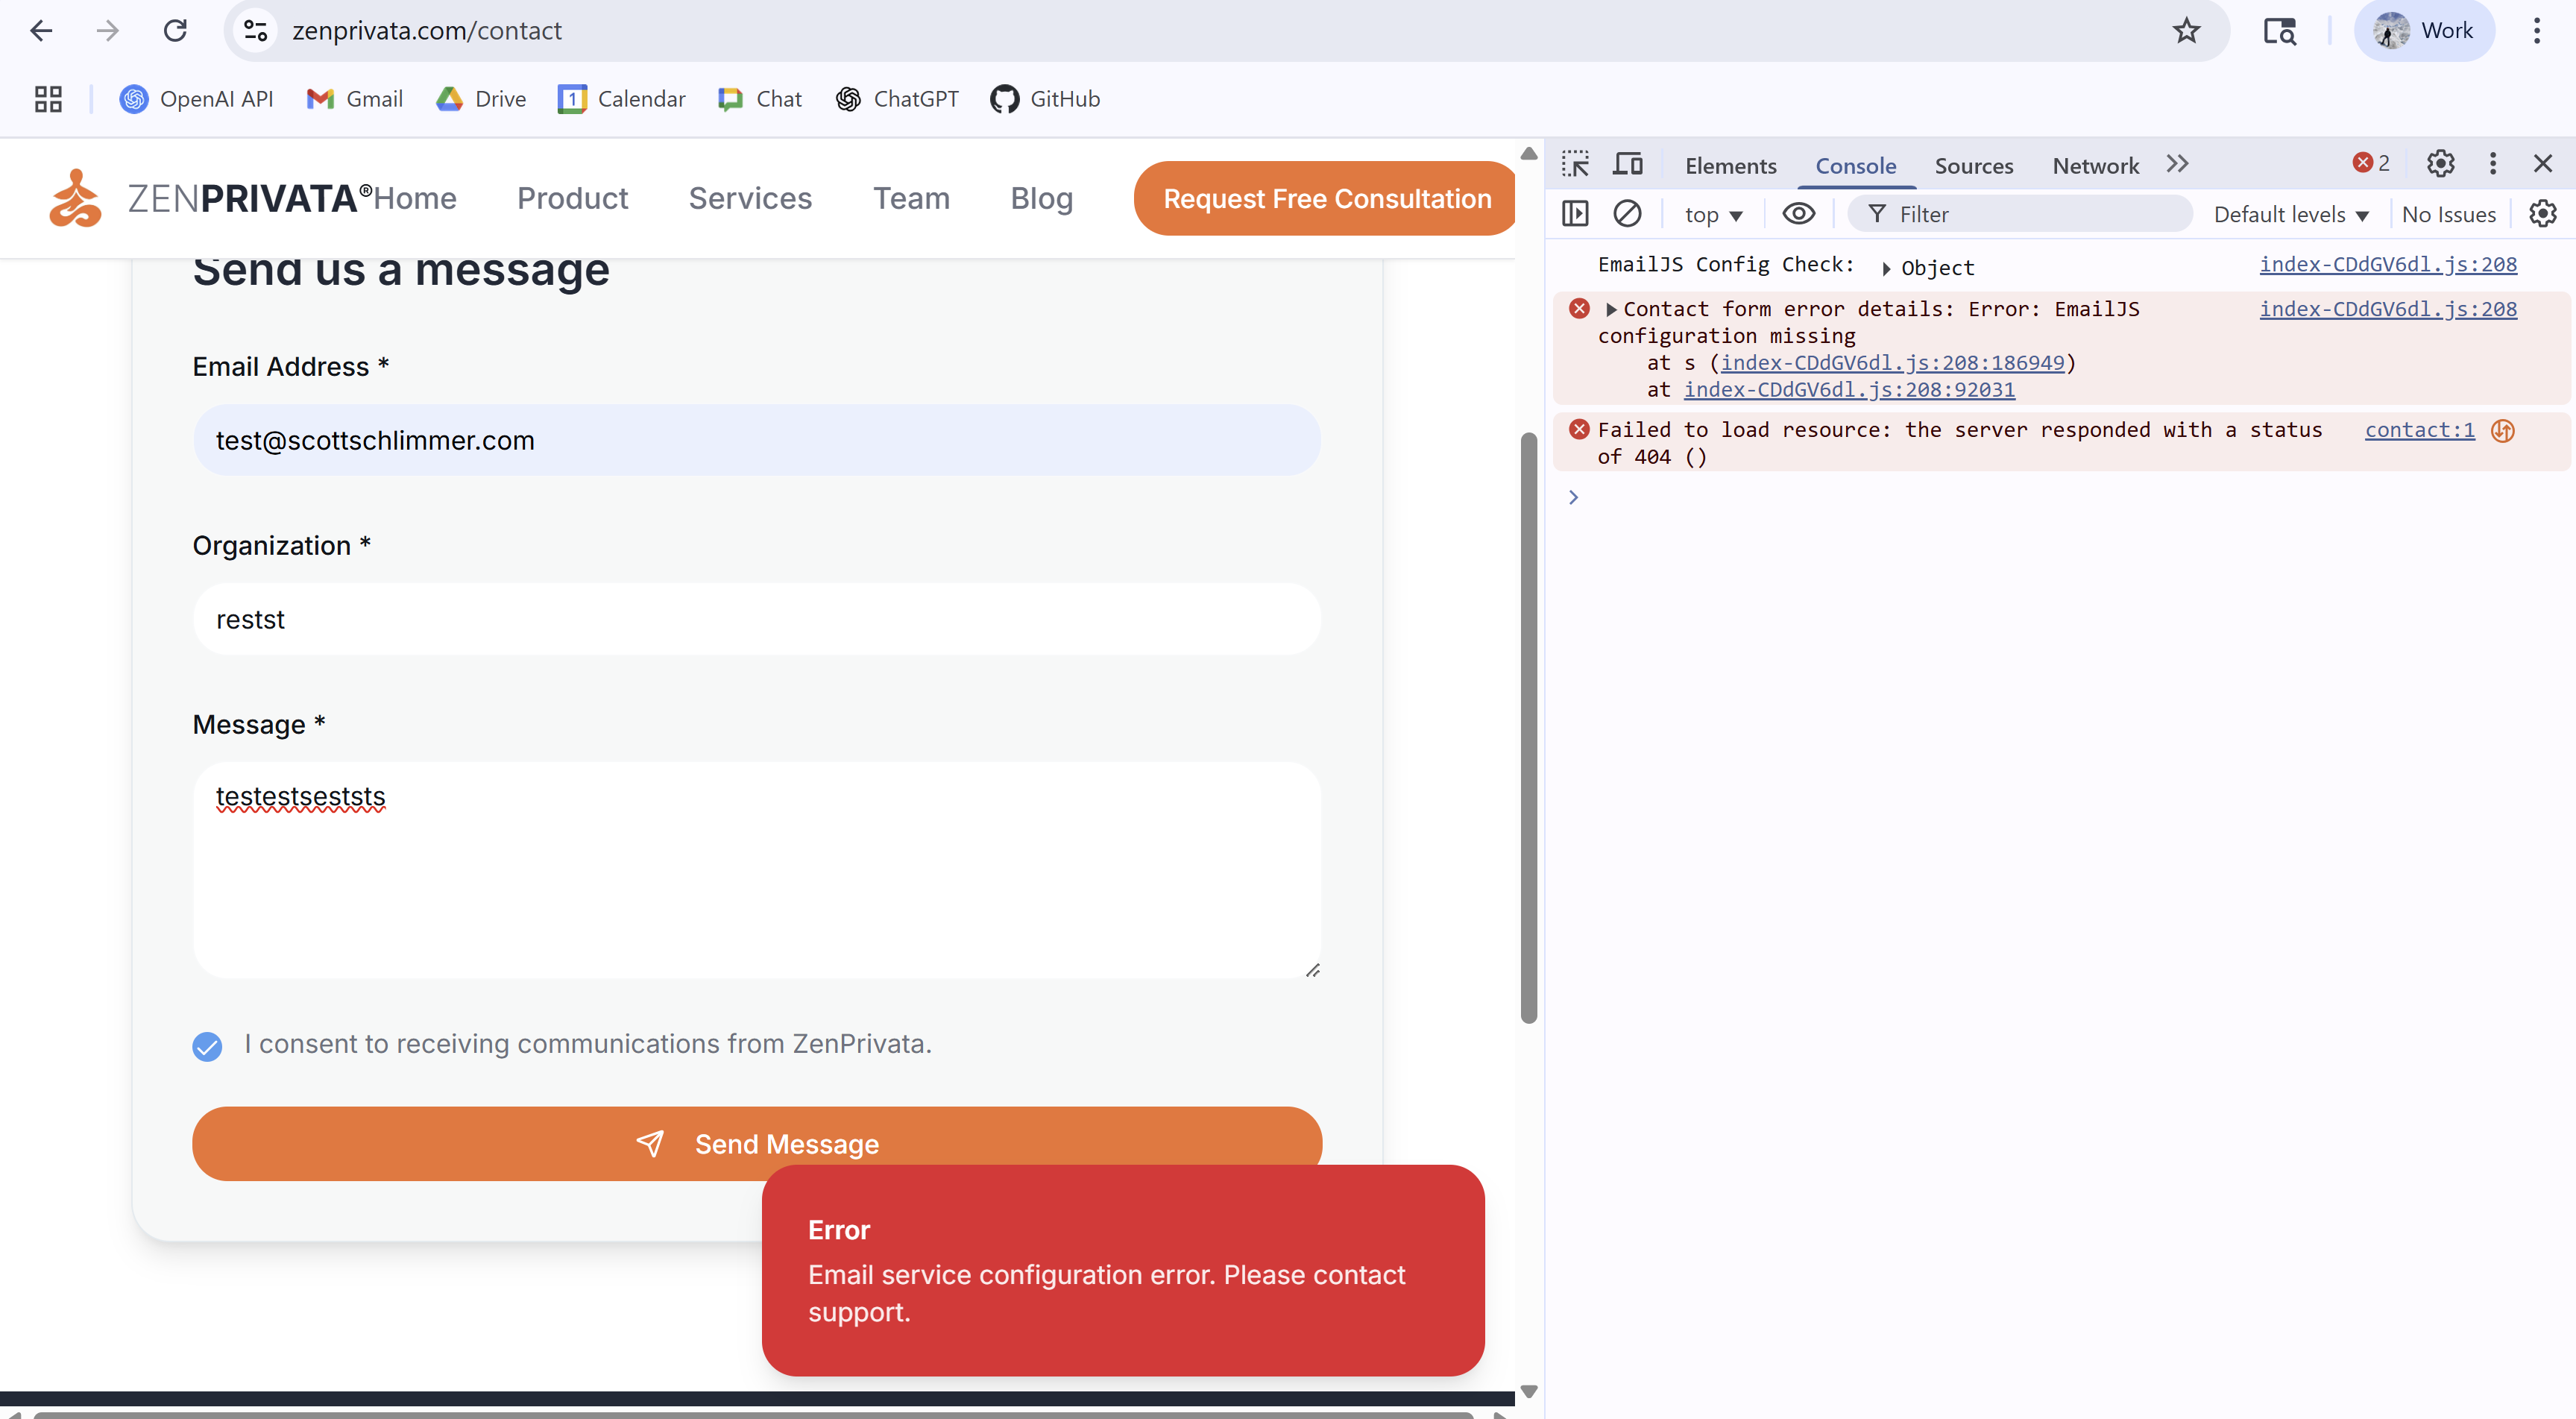 zenprivata.com/contact
Work
OpenAI API Gmail Drive 1 Calendar Chat ChatGPT GitHub
ZENPRIVATA® Home Product Services Team Blog Request Free Consultation
Send us a message
Email Address *
test@scottschlimmer.com
Organization *
restst
Message *
testestseststs
I consent to receiving communications from ZenPrivata.
Send Message
Error
Email service configuration error. Please contact
support.
Elements Console Sources Network 2
top Filter Default levels No Issues
EmailJS Config Check: Object index-CDdGV6dl.js:208
Contact form error details: Error: EmailJS index-CDdGV6dl.js:208
configuration missing
at s (index-CDdGV6dl.js:208:186949)
at index-CDdGV6dl.js:208:92031
Failed to load resource: the server responded with a status contact:1
of 404 ()